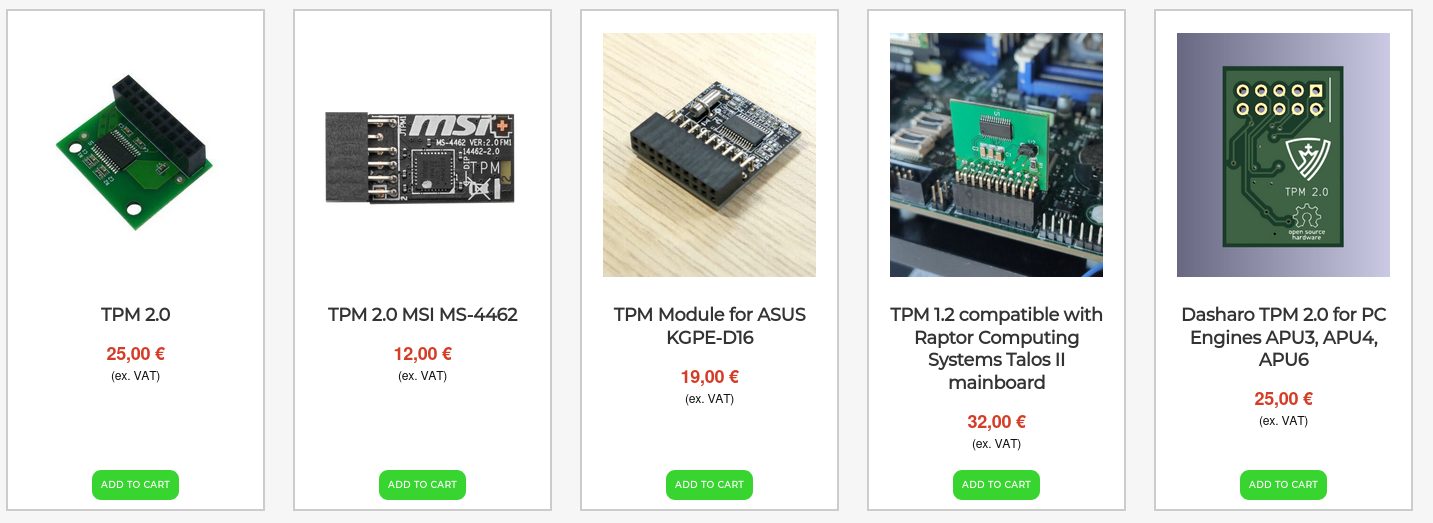 msi
JTPM1
MS-4462 VER:2.0
14462-2.0
TPM
TPM 2.0
open source
hardware
TPM 2.0
25,00 €
(ex. VAT)
ADD TO CART
TPM 2.0 MSI MS-4462
12,00 €
(ex. VAT)
ADD TO CART
TPM Module for ASUS
KGPE-D16
19,00 €
(ex. VAT)
ADD TO CART
TPM 1.2 compatible with
Raptor Computing
Systems Talos II
mainboard
32,00 €
(ex. VAT)
ADD TO CART
Dasharo TPM 2.0 for PC
Engines APU3, APU4,
APU6
25,00 €
(ex. VAT)
ADD TO CART